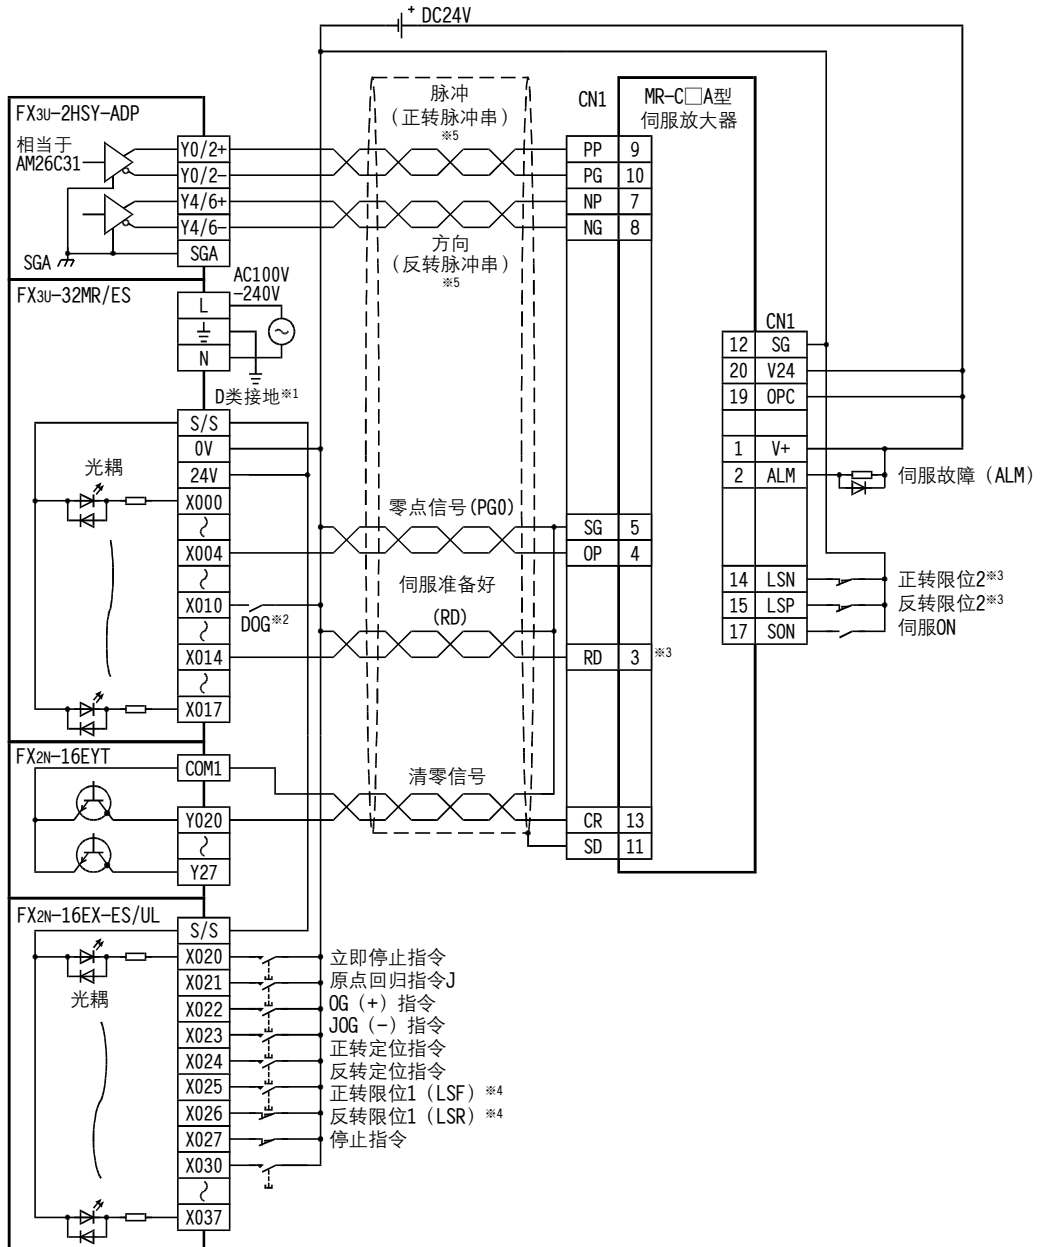 DC24V
FX3U-2HSY-ADP
相当于
AM26C31
Y0/2+
Y0/2-
Y4/6+
Y4/6-
SGA
SGA
脉冲
（正转脉冲串）
※5
方向
（反转脉冲串）
※5
CN1
MR-C□A型
伺服放大器
PP 9
PG 10
NP 7
NG 8
FX3U-32MR/ES
AC100V
-240V
L
N
D类接地※1
S/S
0V
24V
X000
X004
X010
X014
X017
光耦
DOG※2
零点信号(PG0)
伺服准备好
(RD)
SG 5
OP 4
RD 3 ※3
CN1
12 SG
20 V24
19 OPC
1 V+
2 ALM
伺服故障（ALM）
14 LSN
正转限位2※3
15 LSP
反转限位2※3
17 SON
伺服ON
FX2N-16EYT
COM1
Y020
Y27
清零信号
CR 13
SD 11
FX2N-16EX-ES/UL
光耦
S/S
X020
立即停止指令
X021
原点回归指令J
X022
OG（+）指令
JOG（-）指令
X023
正转定位指令
X024
反转定位指令
X025
正转限位1（LSF）※4
X026
反转限位1（LSR）※4
X027
停止指令
X030
X037